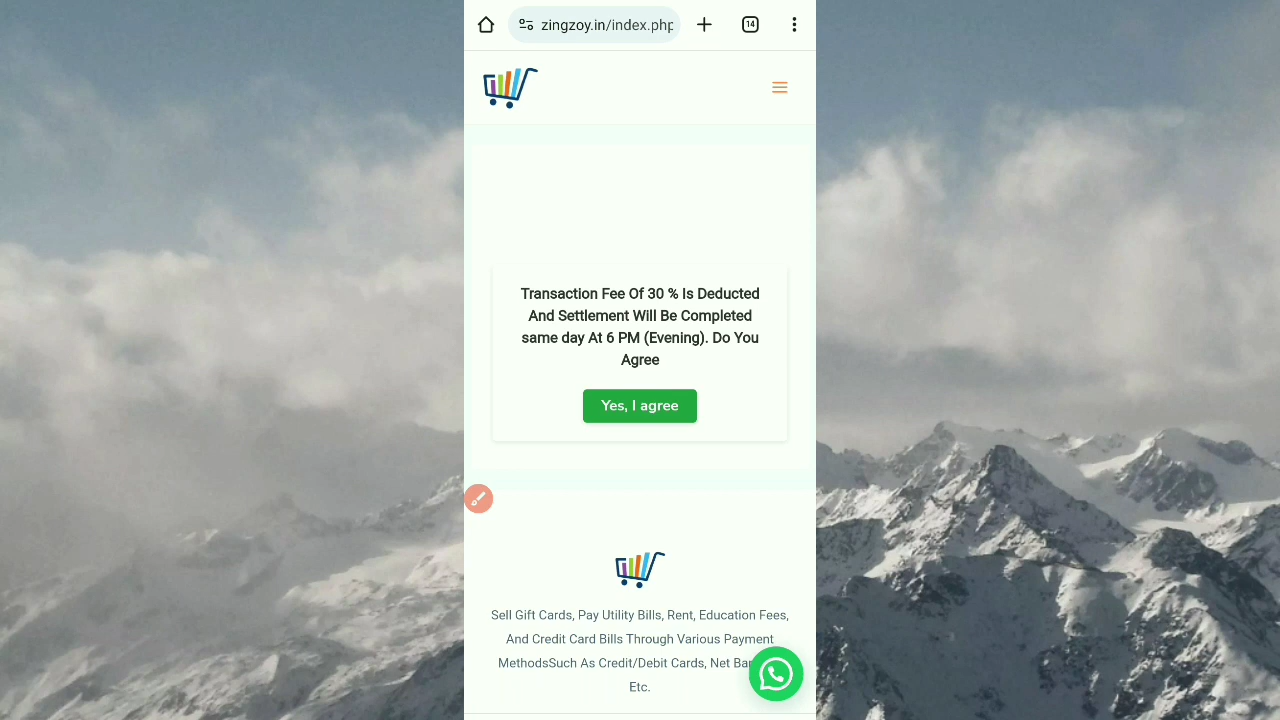 zingzoy.in/index.php
14
Transaction Fee Of 30 % Is Deducted
And Settlement Will Be Completed
same day At 6 PM (Evening). Do You
Agree
Yes, I agree
Sell Gift Cards, Pay Utility Bills, Rent, Education Fees,
And Credit Card Bills Through Various Payment
MethodsSuch As Credit/Debit Cards, Net
Etc.